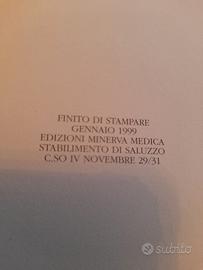 FINITO DI STAMPARE
GENNAIO 1999
EDIZIONI MINERVA MEDICA
STABILIMENTO DI SALUZZO
C.SO IV NOVEMBRE 29/31
subito